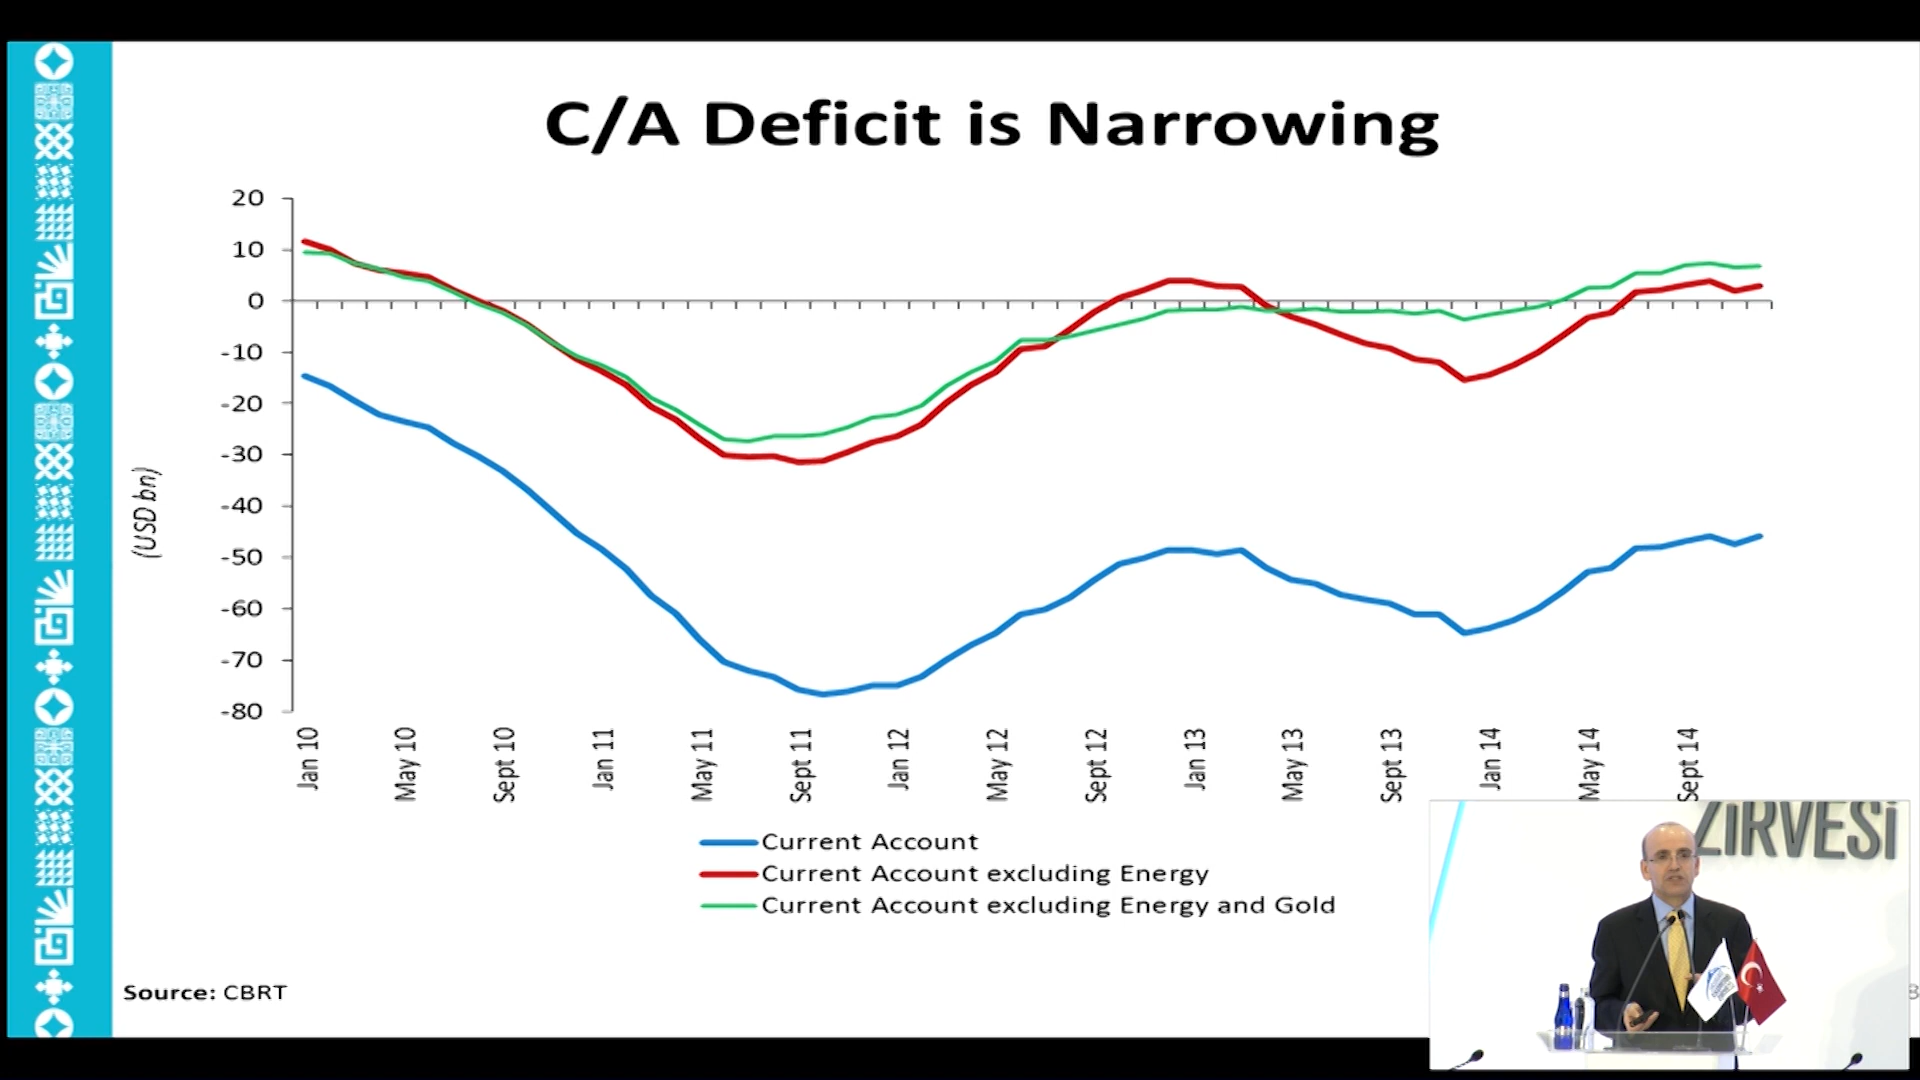 C/A Deficit is Narrowing
20
10
0
-10
-20
-30
-40
-50
-60
-70
-80
(USD bn)
Jan 10
May 10
Sept 10
Jan 11
May 11
Sept 11
Jan 12
May 12
Sept 12
Jan 13
May 13
Sept 13
Jan 14
May 14
Sept 14
Current Account
Current Account excluding Energy
Current Account excluding Energy and Gold
Source: CBRT
ZİRVESİ